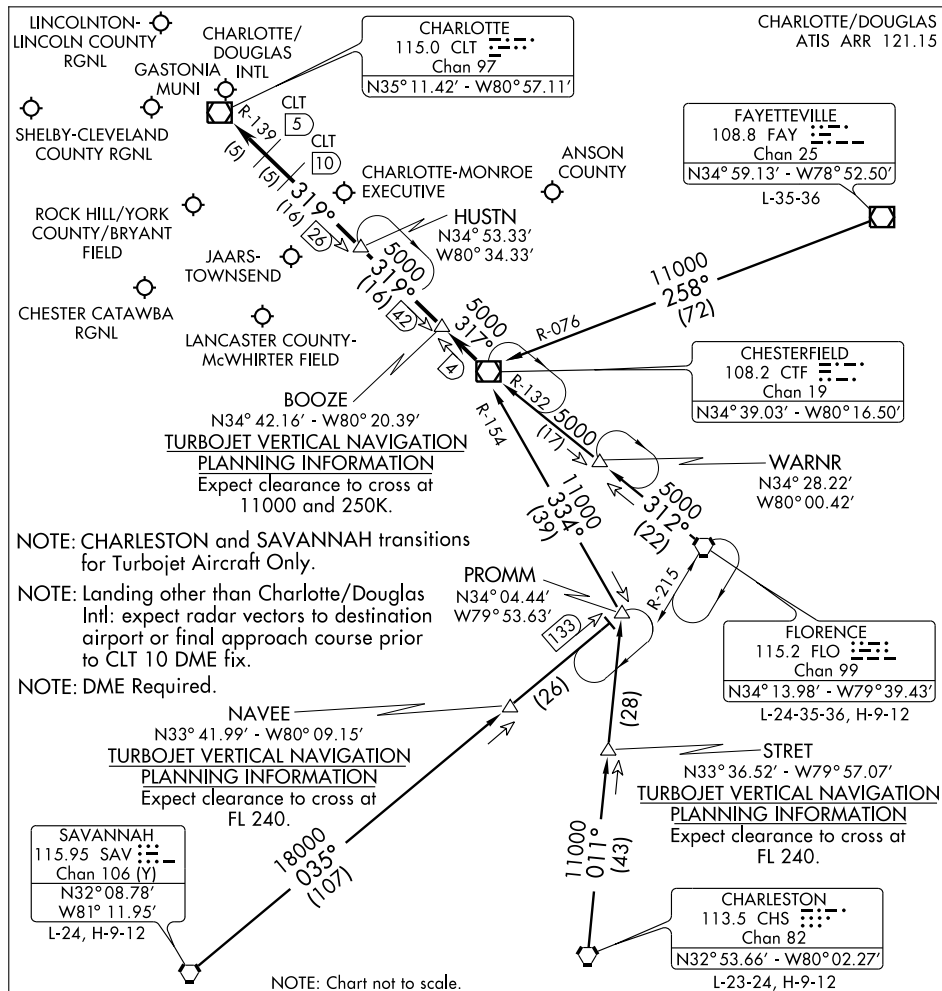 LINCOLNTON-
LINCOLN COUNTY
RGNL
CHARLOTTE/
DOUGLAS
INTL
GASTONIA
MUNI
SHELBY-CLEVELAND
COUNTY RGNL
CHARLOTTE
115.0 CLT
Chan 97
N35° 11.42' - W80° 57.11'
CHARLOTTE/DOUGLAS
ATIS ARR 121.15
FAYETTEVILLE
108.8 FAY
Chan 25
N34° 59.13' - W78° 52.50'
L-35-36
R-139
CLT
5
(5)
CLT
10
(5)
319°
(16)
26
CHARLOTTE-MONROE
EXECUTIVE
ANSON
COUNTY
ROCK HILL/YORK
COUNTY/BRYANT
FIELD
HUSTN
N34° 53.33'
W80° 34.33'
JAARS-
TOWNSEND
5000
319°
(16)
42
CHESTER CATAWBA
RGNL
LANCASTER COUNTY-
McWHIRTER FIELD
5000
317°
4
11000
258°
(72)
R-076
CHESTERFIELD
108.2 CTF
Chan 19
N34° 39.03' - W80° 16.50'
BOOZE
N34° 42.16' - W80° 20.39'
TURBOJET VERTICAL NAVIGATION
PLANNING INFORMATION
Expect clearance to cross at
11000 and 250K.
R-132
5000
(17)
R-154
WARNR
N34° 28.22'
W80° 00.42'
5000
312°
(22)
11000
334°
(39)
NOTE: CHARLESTON and SAVANNAH transitions
for Turbojet Aircraft Only.
NOTE: Landing other than Charlotte/Douglas
Intl: expect radar vectors to destination
airport or final approach course prior
to CLT 10 DME fix.
NOTE: DME Required.
PROMM
N34° 04.44'
W79° 53.63'
133
R-215
FLORENCE
115.2 FLO
Chan 99
N34° 13.98' - W79° 39.43'
L-24-35-36, H-9-12
NAVEE
N33° 41.99' - W80° 09.15'
TURBOJET VERTICAL NAVIGATION
PLANNING INFORMATION
Expect clearance to cross at
FL 240.
(26)
(28)
STRET
N33° 36.52' - W79° 57.07'
TURBOJET VERTICAL NAVIGATION
PLANNING INFORMATION
Expect clearance to cross at
FL 240.
SAVANNAH
115.95 SAV
Chan 106 (Y)
N32° 08.78'
W81° 11.95'
L-24, H-9-12
18000
035°
(107)
11000
011°
(43)
CHARLESTON
113.5 CHS
Chan 82
N32° 53.66' - W80° 02.27'
L-23-24, H-9-12
NOTE: Chart not to scale.